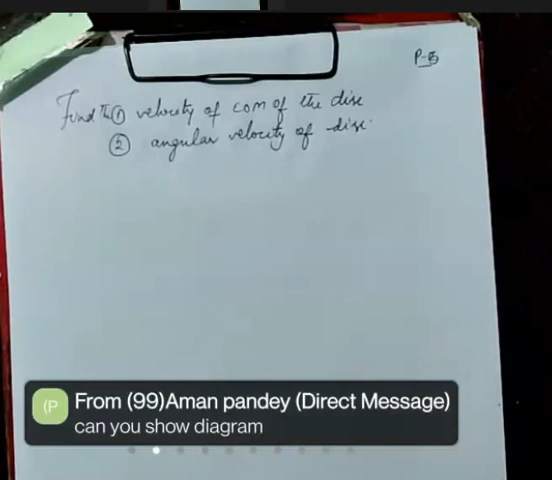 P-B
Find The ① velocity of com of the disc
② angular velocity of disc.
(P
From (99)Aman pandey (Direct Message)
can you show diagram